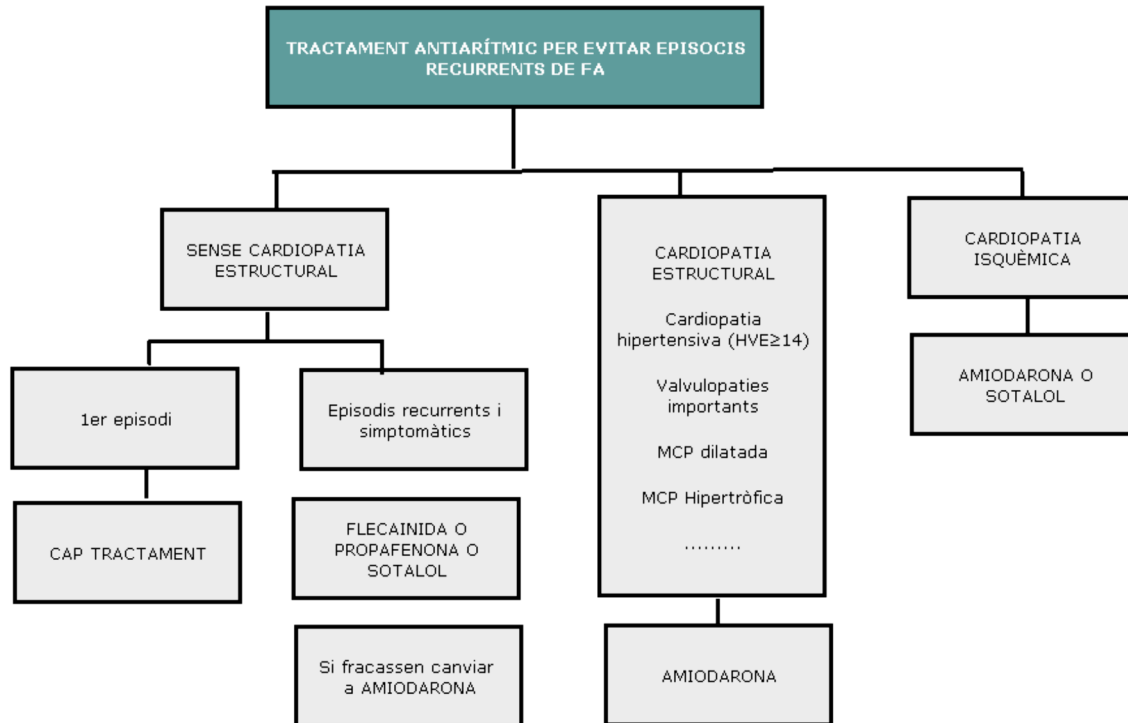 TRACTAMENT ANTIARÍTMIC PER EVITAR EPISOCIS
RECURRENTS DE FA
SENSE CARDIOPATIA
ESTRUCTURAL
1er episodi
CAP TRACTAMENT
Episodis recurrents i
simptomàtics
FLECAINIDA O
PROPAFENONA O
SOTALOL
Si fracassen canviar
a AMIODARONA
CARDIOPATIA
ESTRUCTURAL
Cardiopatia
hipertensiva (HVE≥14)
Valvulopaties
importants
MCP dilatada
MCP Hipertròfica
.........
AMIODARONA
CARDIOPATIA
ISQUÈMICA
AMIODARONA O
SOTALOL